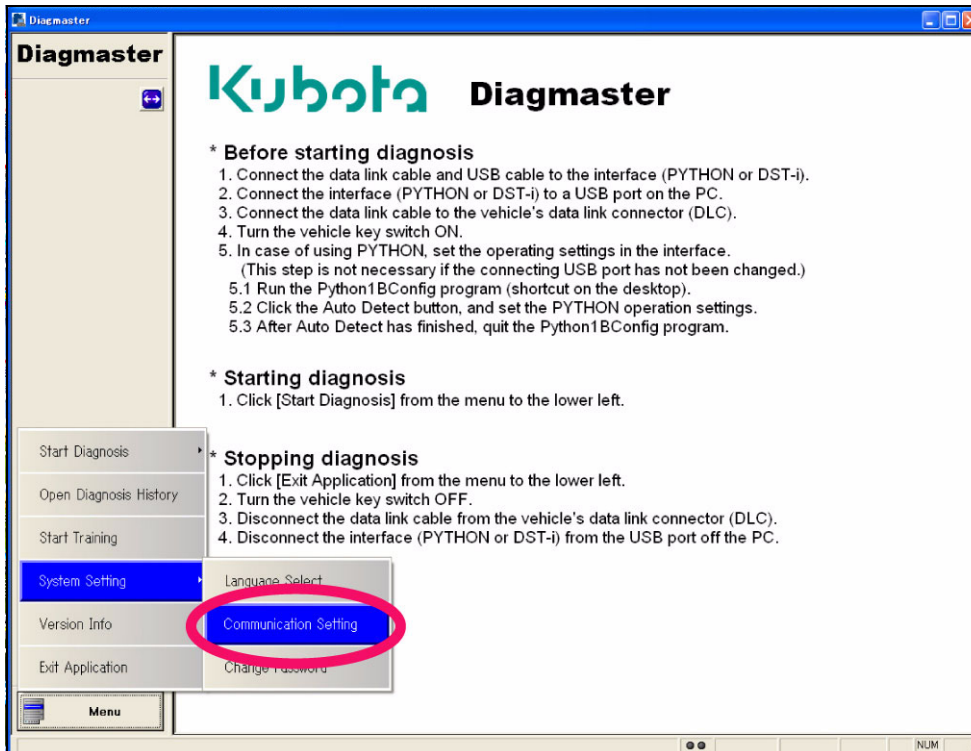 Diagmaster
Diagmaster
Kubota Diagmaster
* Before starting diagnosis
1. Connect the data link cable and USB cable to the interface (PYTHON or DST-i).
2. Connect the interface (PYTHON or DST-i) to a USB port on the PC.
3. Connect the data link cable to the vehicle's data link connector (DLC).
4. Turn the vehicle key switch ON.
5. In case of using PYTHON, set the operating settings in the interface.
(This step is not necessary if the connecting USB port has not been changed.)
5.1 Run the Python1BConfig program (shortcut on the desktop).
5.2 Click the Auto Detect button, and set the PYTHON operation settings.
5.3 After Auto Detect has finished, quit the Python1BConfig program.
* Starting diagnosis
1. Click [Start Diagnosis] from the menu to the lower left.
* Stopping diagnosis
1. Click [Exit Application] from the menu to the lower left.
2. Turn the vehicle key switch OFF.
3. Disconnect the data link cable from the vehicle's data link connector (DLC).
4. Disconnect the interface (PYTHON or DST-i) from the USB port off the PC.
Start Diagnosis
Open Diagnosis History
Start Training
System Setting
Version Info
Exit Application
Language Select
Communication Setting
Change Password
Menu
NUM